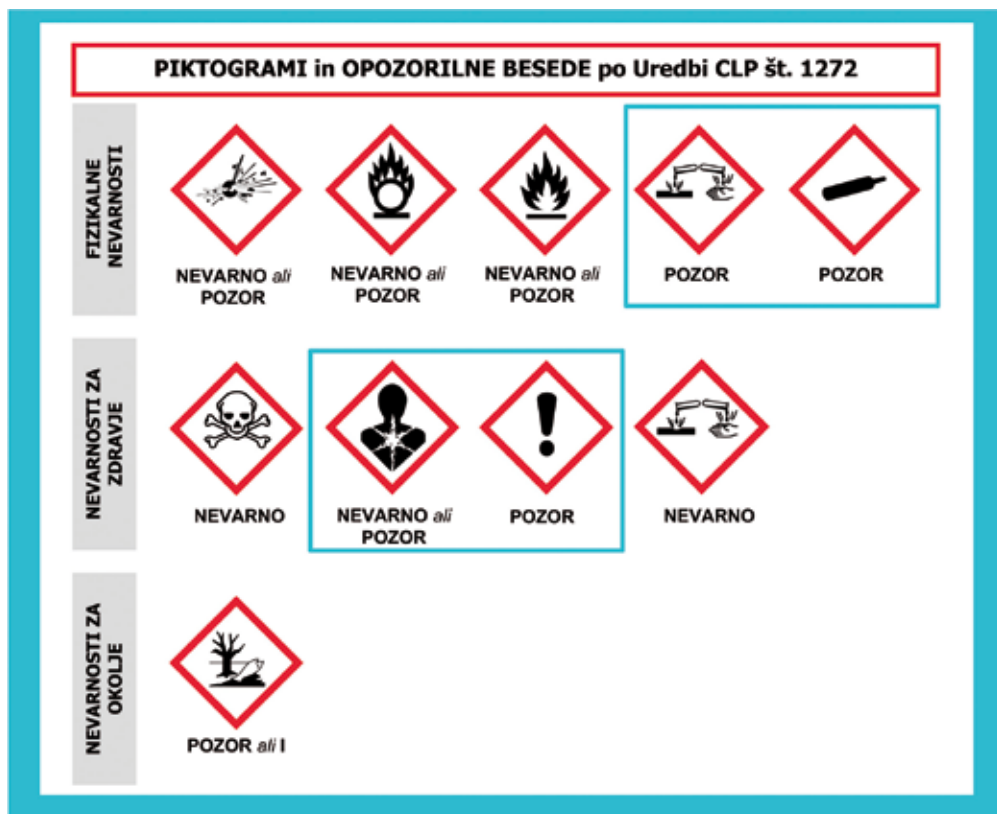 PIKTOGRAMI in OPOZORILNE BESEDE po Uredbi CLP št. 1272
FIZIKALNE
NEVARNOSTI
NEVARNO ali
POZOR
NEVARNO ali
POZOR
NEVARNO ali
POZOR
POZOR
POZOR
NEVARNOSTI ZA
ZDRAVJE
NEVARNO
NEVARNO ali
POZOR
POZOR
NEVARNO
NEVARNOSTI ZA
OKOLJE
POZOR ali I